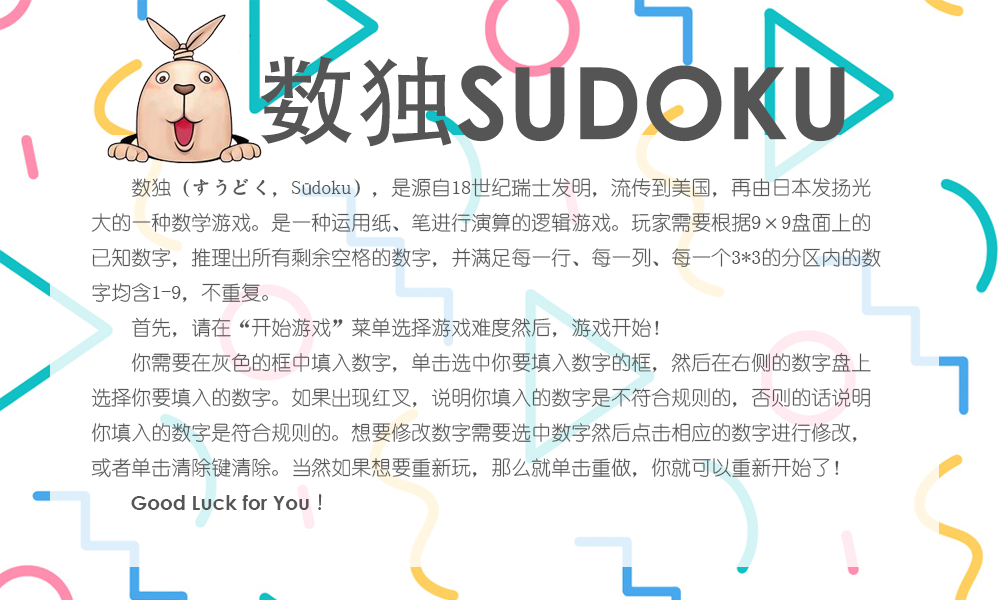 数独SUDOKU
数独（すうどく，Sūdoku），是源自18世纪瑞士发明，流传到美国，再由日本发扬光
大的一种数学游戏。是一种运用纸、笔进行演算的逻辑游戏。玩家需要根据9×9盘面上的
已知数字，推理出所有剩余空格的数字，并满足每一行、每一列、每一个3*3的分区内的数
字均含1-9，不重复。
首先，请在“开始游戏”菜单选择游戏难度然后，游戏开始！
你需要在灰色的框中填入数字，单击选中你要填入数字的框，然后在右侧的数字盘上
选择你要填入的数字。如果出现红叉，说明你填入的数字是不符合规则的，否则的话说明
你填入的数字是符合规则的。想要修改数字需要选中数字然后点击相应的数字进行修改，
或者单击清除键清除。当然如果想要重新玩，那么就单击重做，你就可以重新开始了！
Good Luck for You！